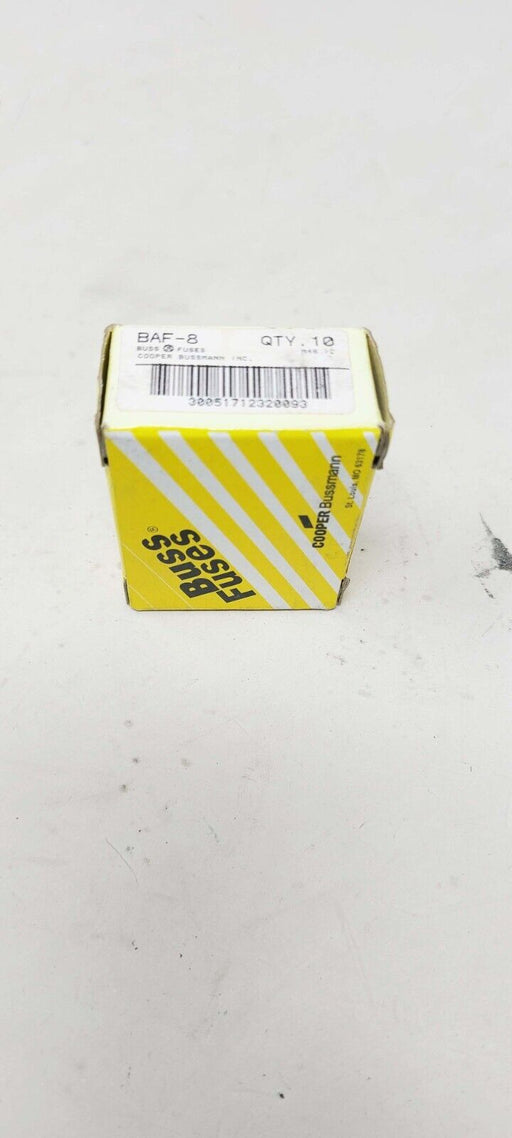 BAF-8 QTY.10
BUSS FUSES
COOPER BUSSMANN INC.
30051712320093
Buss®
Fuses
COOPER Bussmann
St. Louis, MO 63178